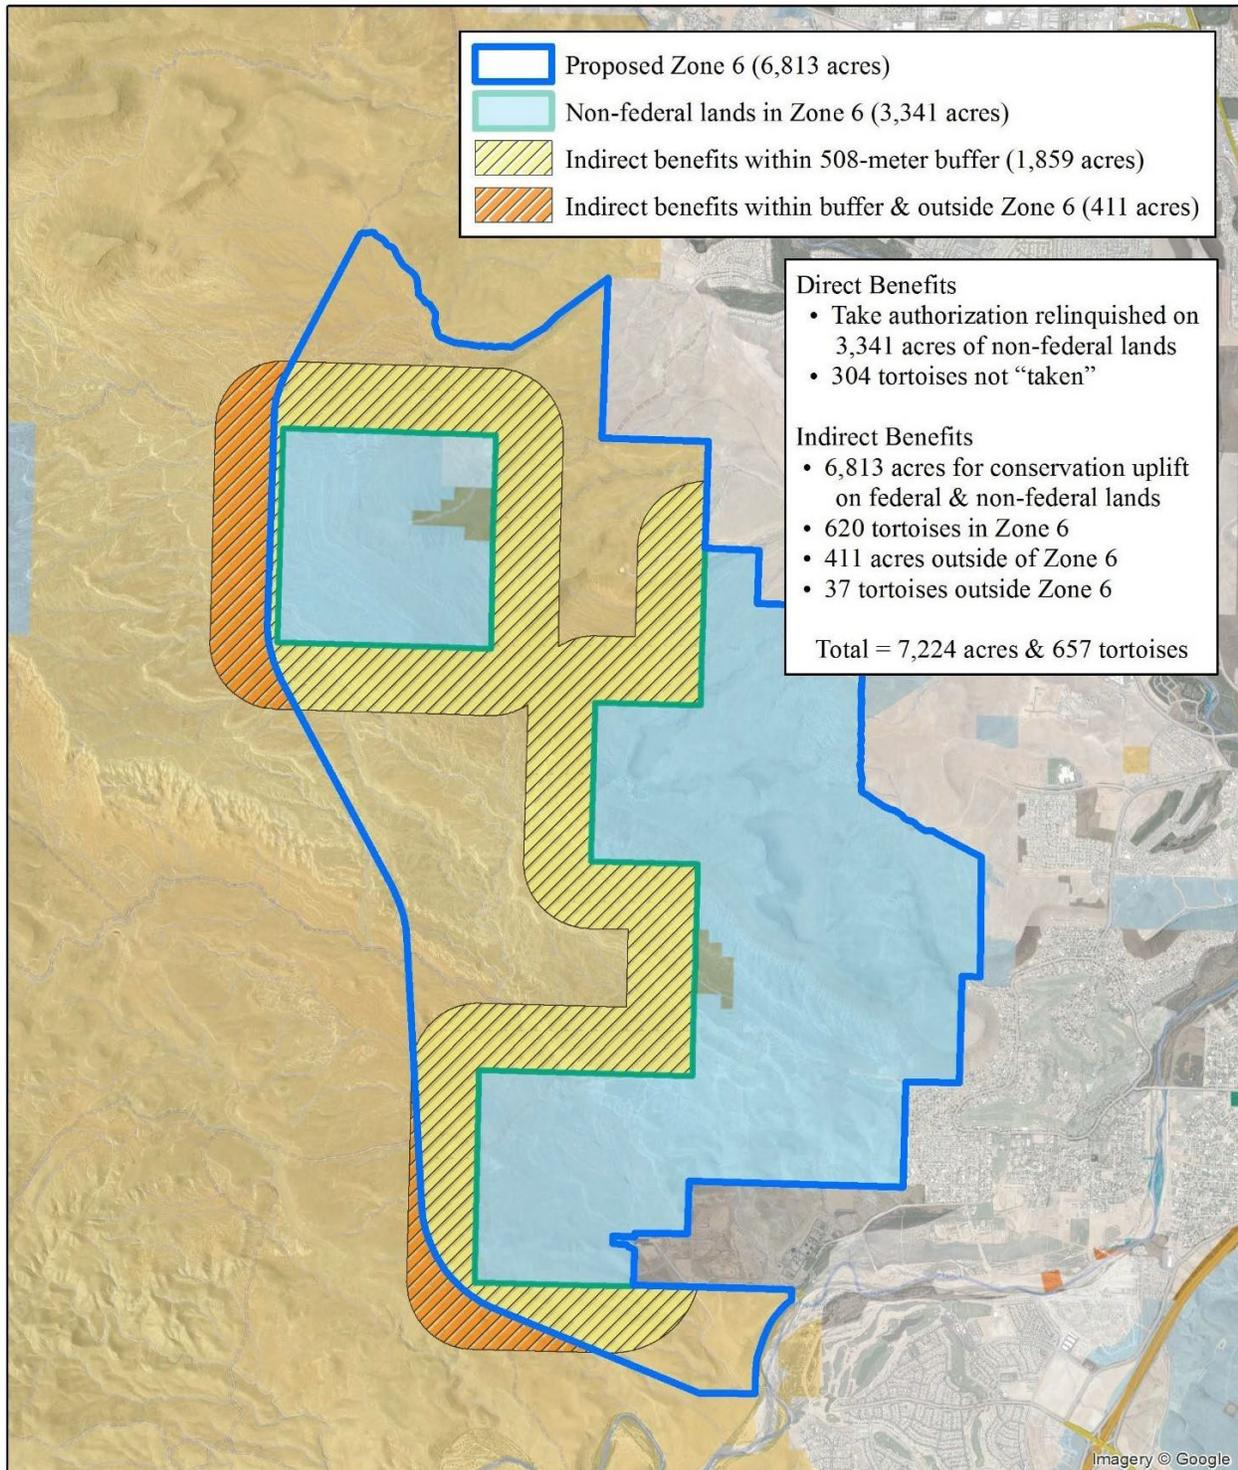 Proposed Zone 6 (6,813 acres)
Non-federal lands in Zone 6 (3,341 acres)
Indirect benefits within 508-meter buffer (1,859 acres)
Indirect benefits within buffer & outside Zone 6 (411 acres)
Direct Benefits
• Take authorization relinquished on
3,341 acres of non-federal lands
• 304 tortoises not “taken”
Indirect Benefits
• 6,813 acres for conservation uplift
on federal & non-federal lands
• 620 tortoises in Zone 6
• 411 acres outside of Zone 6
• 37 tortoises outside Zone 6
Total = 7,224 acres & 657 tortoises
Imagery © Google